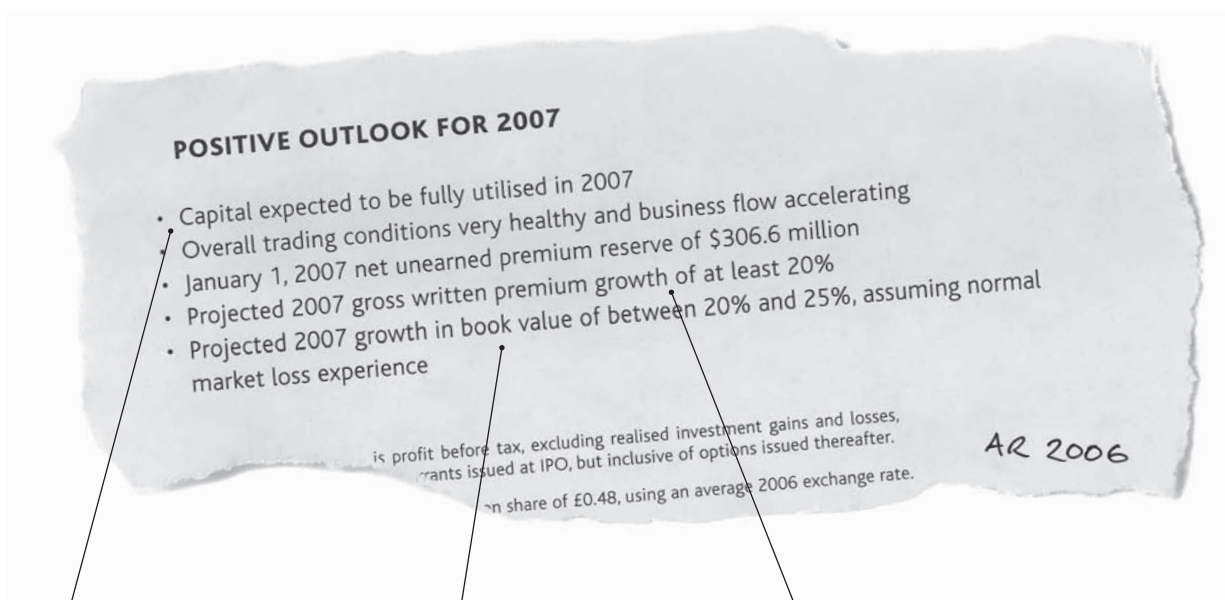 POSITIVE OUTLOOK FOR 2007
• Capital expected to be fully utilised in 2007
• Overall trading conditions very healthy and business flow accelerating
• January 1, 2007 net unearned premium reserve of $306.6 million
• Projected 2007 gross written premium growth of at least 20%
• Projected 2007 growth in book value of between 20% and 25%, assuming normal
market loss experience
is profit before tax, excluding realised investment gains and losses,
issued at IPO, but inclusive of options issued thereafter.
share of £0.48, using an average 2006 exchange rate.
AR 2006